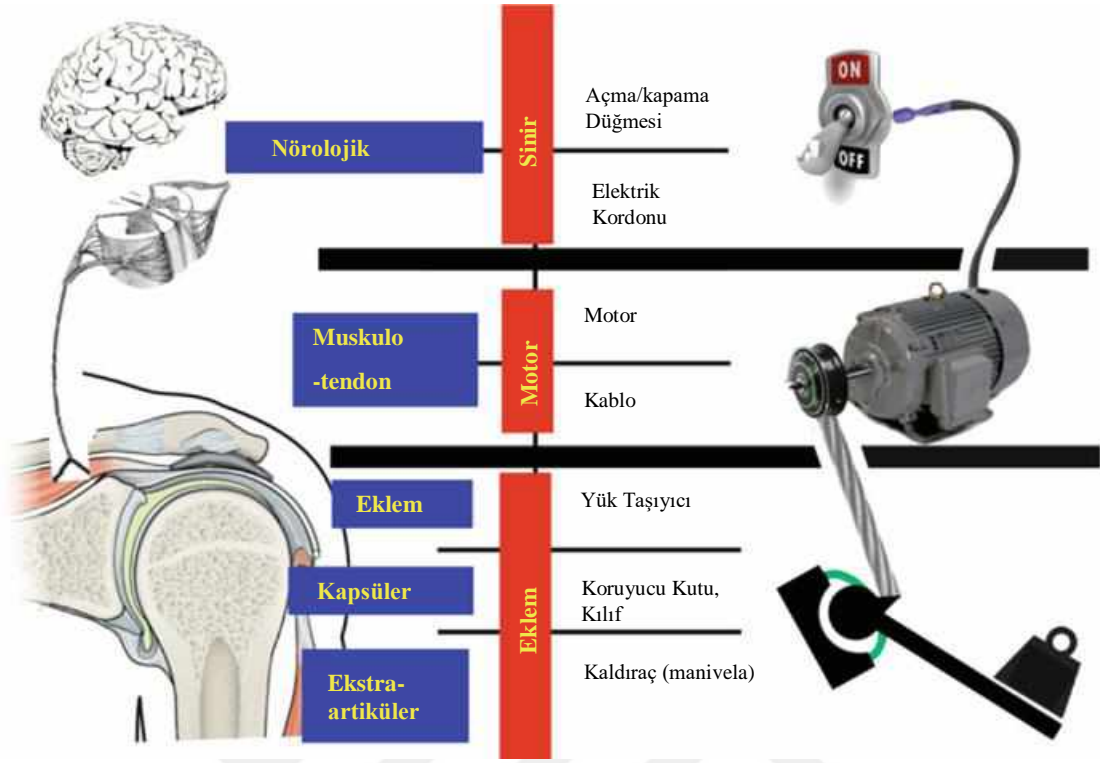 Nörolojik
Sinir
Açma/kapama
Düğmesi
Elektrik
Kordonu
ON
OFF
Muskulo
-tendon
Motor
Motor
Kablo
Eklem
Kapsüler
Ekstra-
artiküler
Eklem
Yük Taşıyıcı
Koruyucu Kutu,
Kılıf
Kaldıraç (manivela)